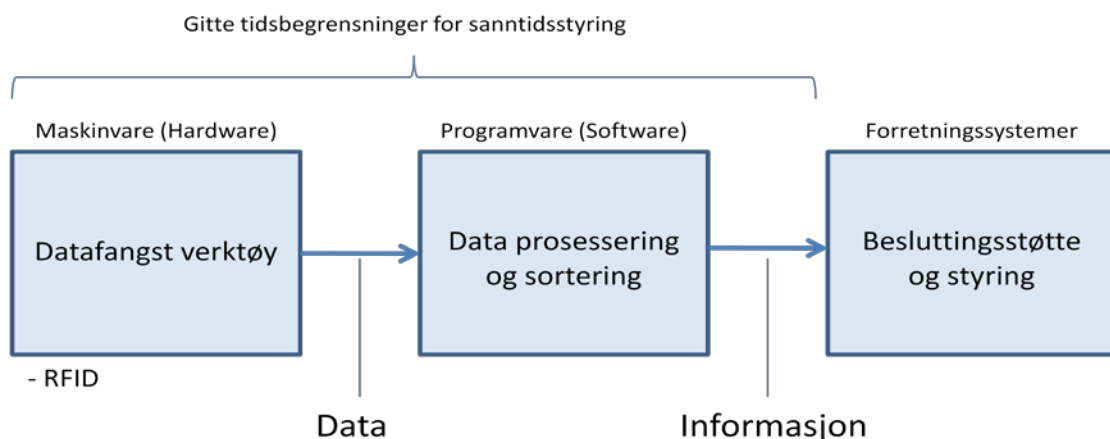 Gitte tidsbegrensninger for sanntidsstyring
Maskinvare (Hardware)
Programvare (Software)
Forretningssystemer
Datafangst verktøy
Data prosessering
og sortering
Besluttingsstøtte
og styring
- RFID
Data
Informasjon